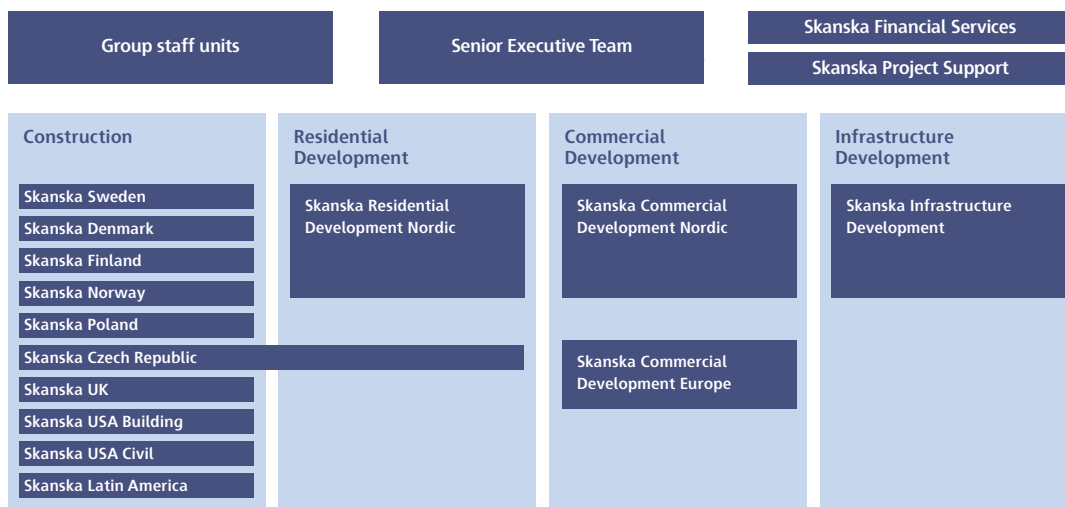 Group staff units
Senior Executive Team
Skanska Financial Services
Skanska Project Support
Construction
Skanska Sweden
Skanska Denmark
Skanska Finland
Skanska Norway
Skanska Poland
Skanska Czech Republic
Skanska UK
Skanska USA Building
Skanska USA Civil
Skanska Latin America
Residential
Development
Skanska Residential
Development Nordic
Commercial
Development
Skanska Commercial
Development Nordic
Skanska Commercial
Development Europe
Infrastructure
Development
Skanska Infrastructure
Development